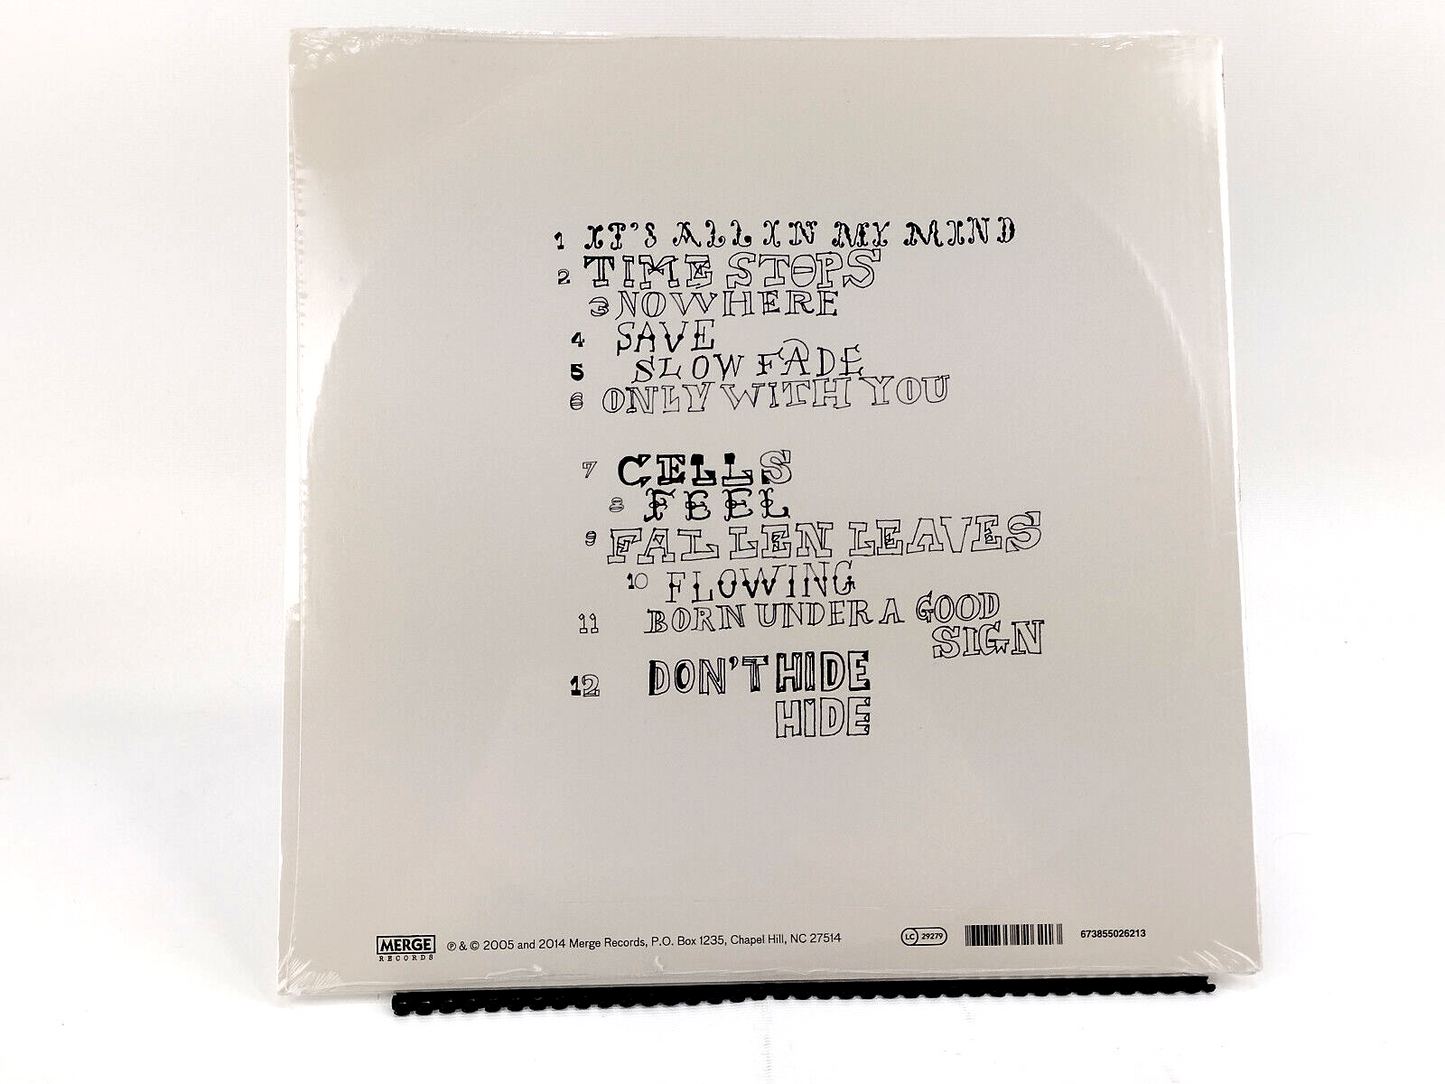 1 IT'S ALL IN MY MIND
2 TIME STOPS
3 NOWHERE
4 SAVE
5 SLOW FADE
6 ONLY WITH YOU
7 CELLS
8 FEEL
9 FALLEN LEAVES
10 FLOWING
11 BORN UNDER A GOOD
SIGN
12 DON'T HIDE
HIDE
MERGE
RECORDS
℗ & © 2005 and 2014 Merge Records, P.O. Box 1235, Chapel Hill, NC 27514
LC 29279
673855026213